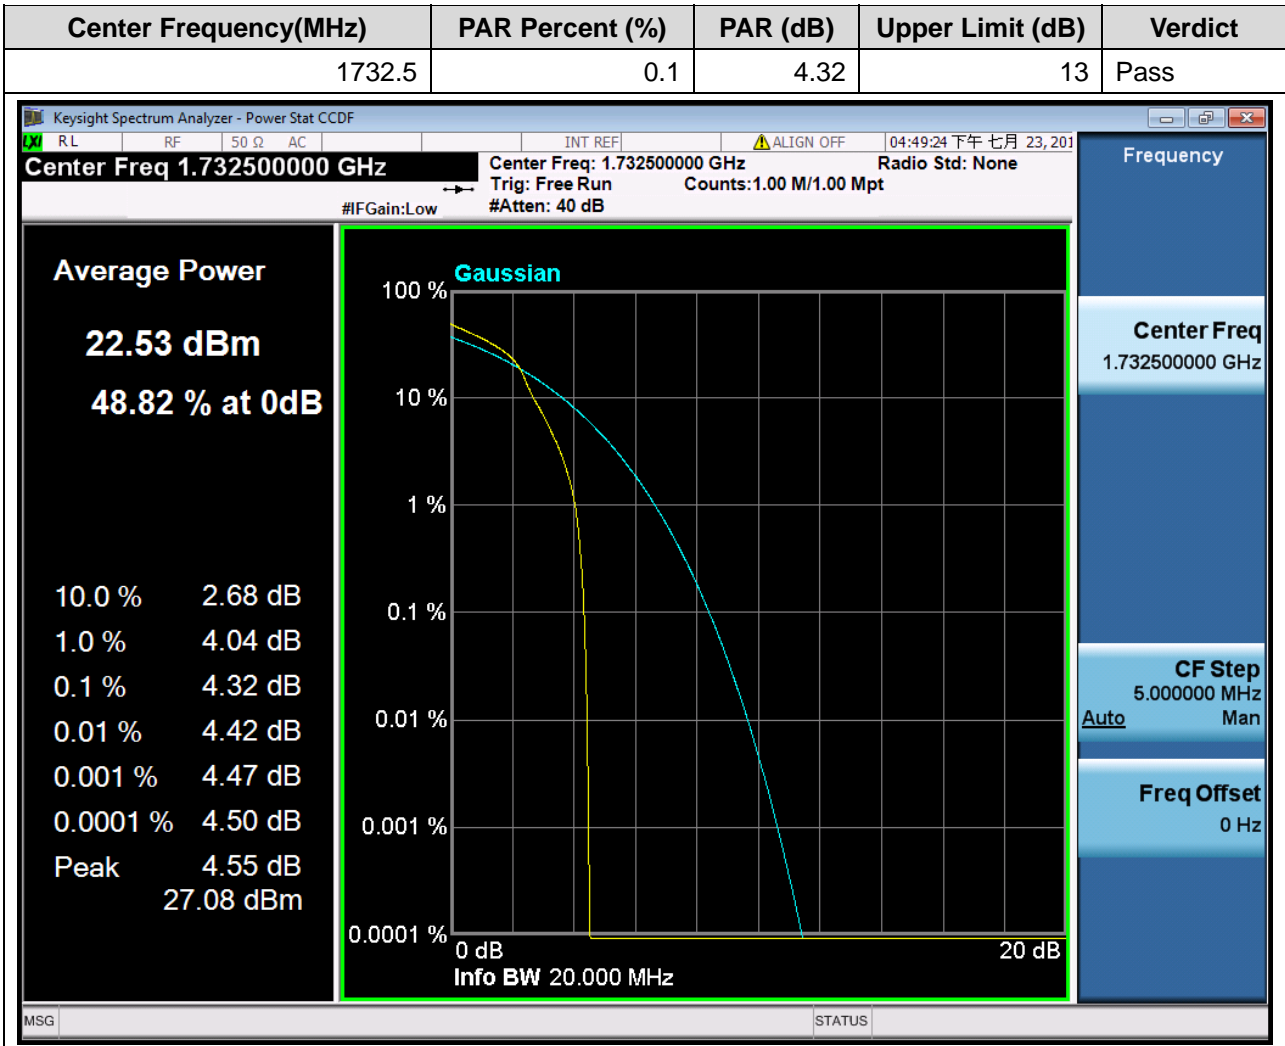 Center Frequency(MHz) PAR Percent (%) PAR (dB) Upper Limit (dB) Verdict
1732.5 0.1 4.32 13 Pass
Keysight Spectrum Analyzer - Power Stat CCDF
LXI RL RF 50 Ω AC INT REF ALIGN OFF 04:49:24 下午 七月 23, 201
Center Freq 1.732500000 GHz
Center Freq: 1.732500000 GHz Radio Std: None
Trig: Free Run Counts:1.00 M/1.00 Mpt
#IFGain:Low #Atten: 40 dB
Frequency
Average Power
22.53 dBm
48.82 % at 0dB
10.0 % 2.68 dB
1.0 % 4.04 dB
0.1 % 4.32 dB
0.01 % 4.42 dB
0.001 % 4.47 dB
0.0001 % 4.50 dB
Peak 4.55 dB
27.08 dBm
Gaussian
100 %
10 %
1 %
0.1 %
0.01 %
0.001 %
0.0001 %
0 dB 20 dB
Info BW 20.000 MHz
Center Freq
1.732500000 GHz
CF Step
5.000000 MHz
Auto Man
Freq Offset
0 Hz
MSG STATUS